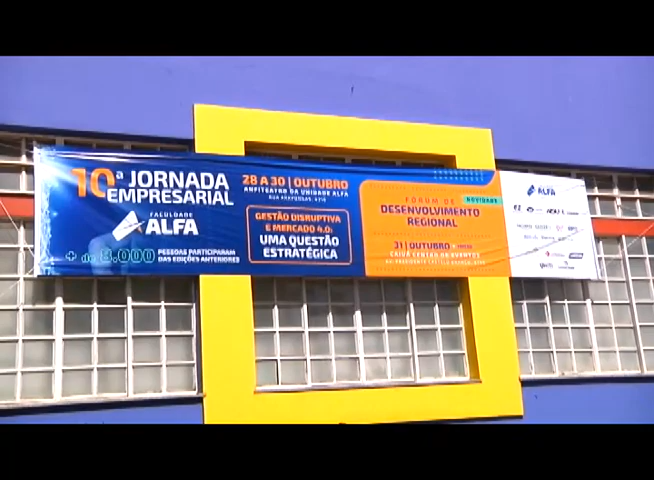 10ª JORNADA
EMPRESARIAL
FACULDADE
ALFA
+ de 8.000 PESSOAS PARTICIPARAM
DAS EDIÇÕES ANTERIORES
28 A 30 | OUTUBRO
ANFITEATRO DA UNIDADE ALFA
GESTÃO DISRUPTIVA
E MERCADO 4.0:
UMA QUESTÃO
ESTRATÉGICA
NOVIDADE
FÓRUM DE
DESENVOLVIMENTO
REGIONAL
31 | OUTUBRO
CAIUÁ CENTRO DE EVENTOS
ALFA